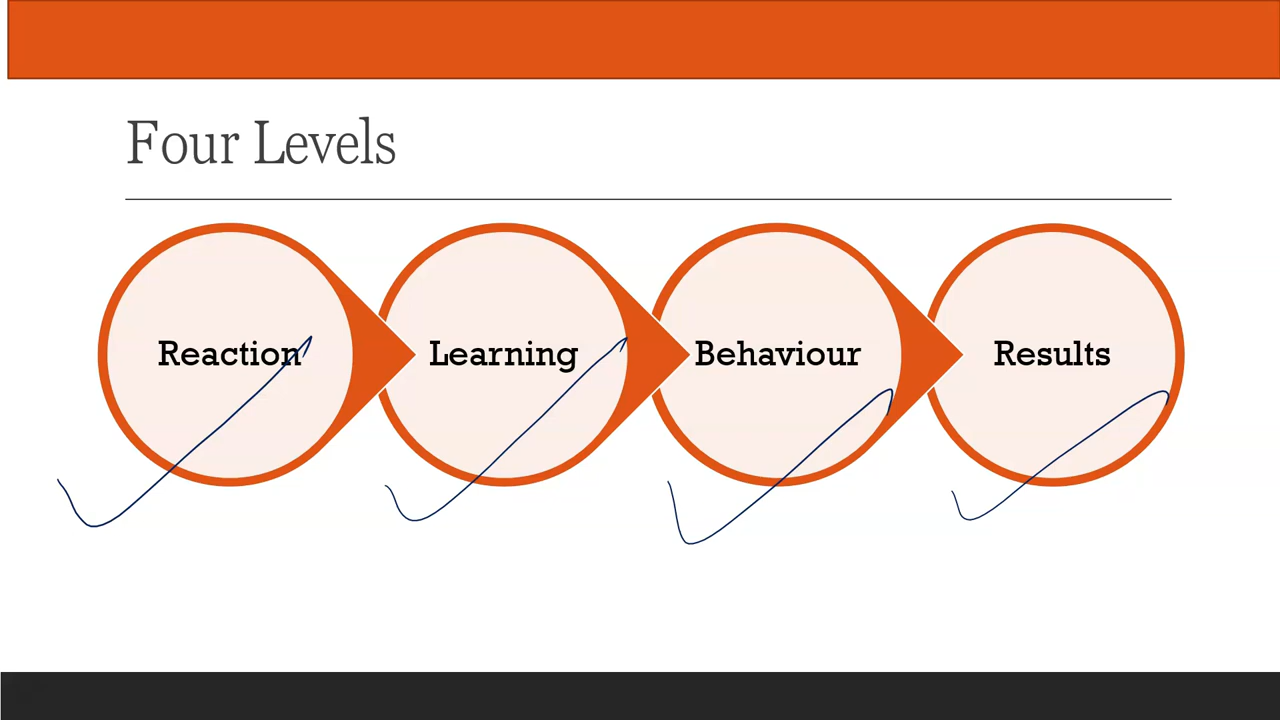 Four Levels
Reaction
Learning
Behaviour
Results